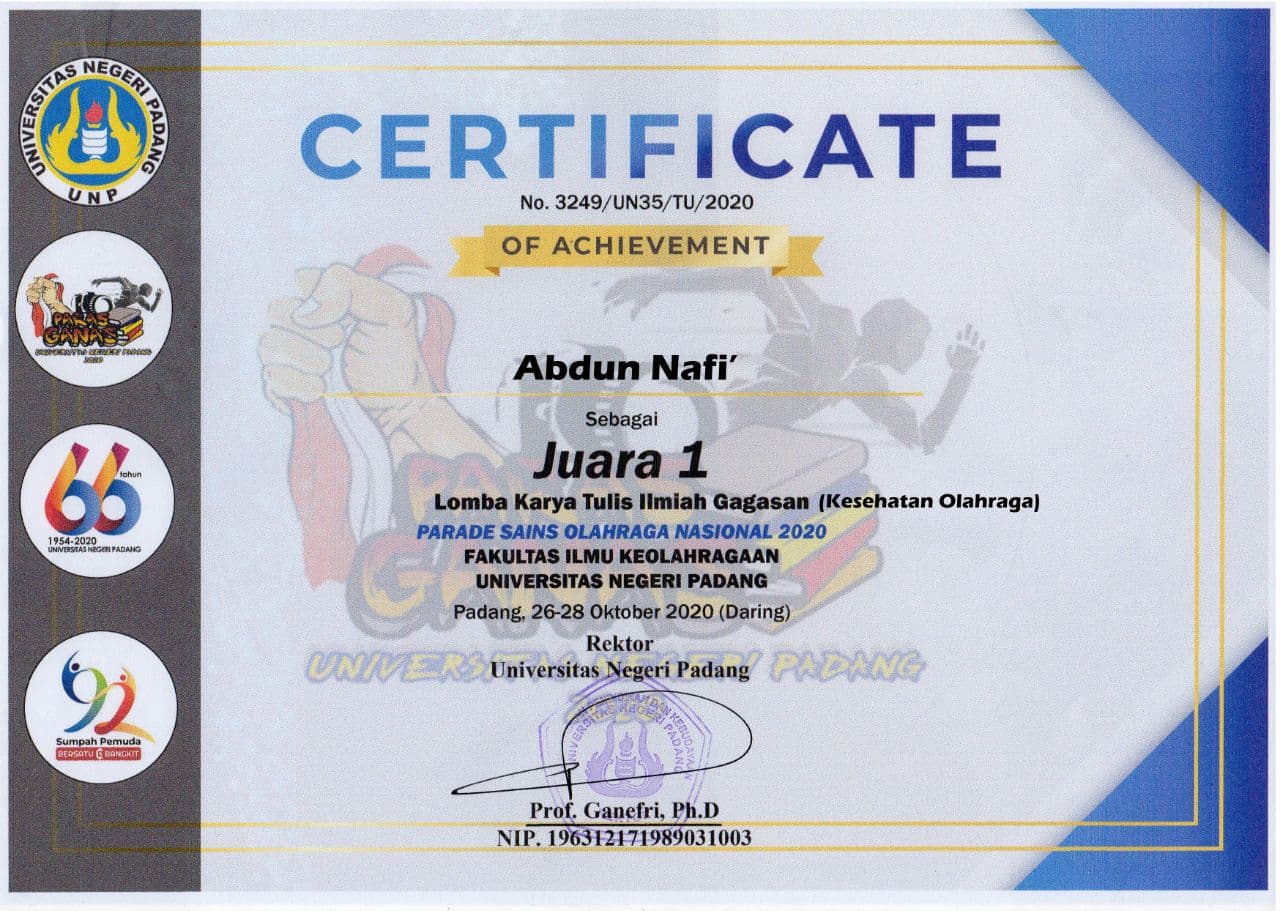 UNIVERSITAS NEGERI PADANG
UNP
PARAS
GANAS
UNIVERSITAS NEGERI PADANG
2020
66
tahun
1954-2020
UNIVERSITAS NEGERI PADANG
92
Sumpah Pemuda
BERSATU & BANGKIT
CERTIFICATE
No. 3249/UN35/TU/2020
OF ACHIEVEMENT
Abdun Nafi’
Sebagai
Juara 1
Lomba Karya Tulis Ilmiah Gagasan (Kesehatan Olahraga)
PARADE SAINS OLAHRAGA NASIONAL 2020
FAKULTAS ILMU KEOLAHRAGAAN
UNIVERSITAS NEGERI PADANG
Padang, 26-28 Oktober 2020 (Daring)
Rektor
Universitas Negeri Padang
UNIVERSITAS NEGERI PADANG
PENDIDIKAN DAN KEBUDAYAAN
UNIVERSITAS NEGERI PADANG
Prof. Ganefri, Ph.D
NIP. 196312171989031003